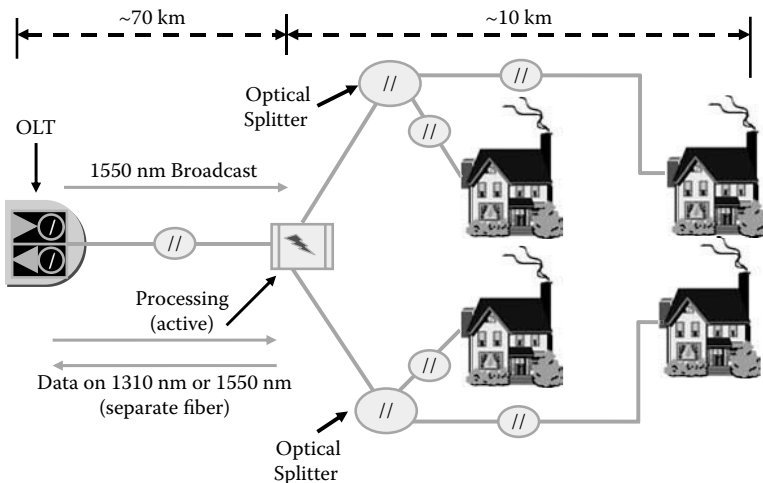 ~70 km
~10 km
Optical
Splitter
OLT
1550 nm Broadcast
//
//
//
//
Processing
(active)
Data on 1310 nm or 1550 nm
(separate fiber)
//
//
//
Optical
Splitter